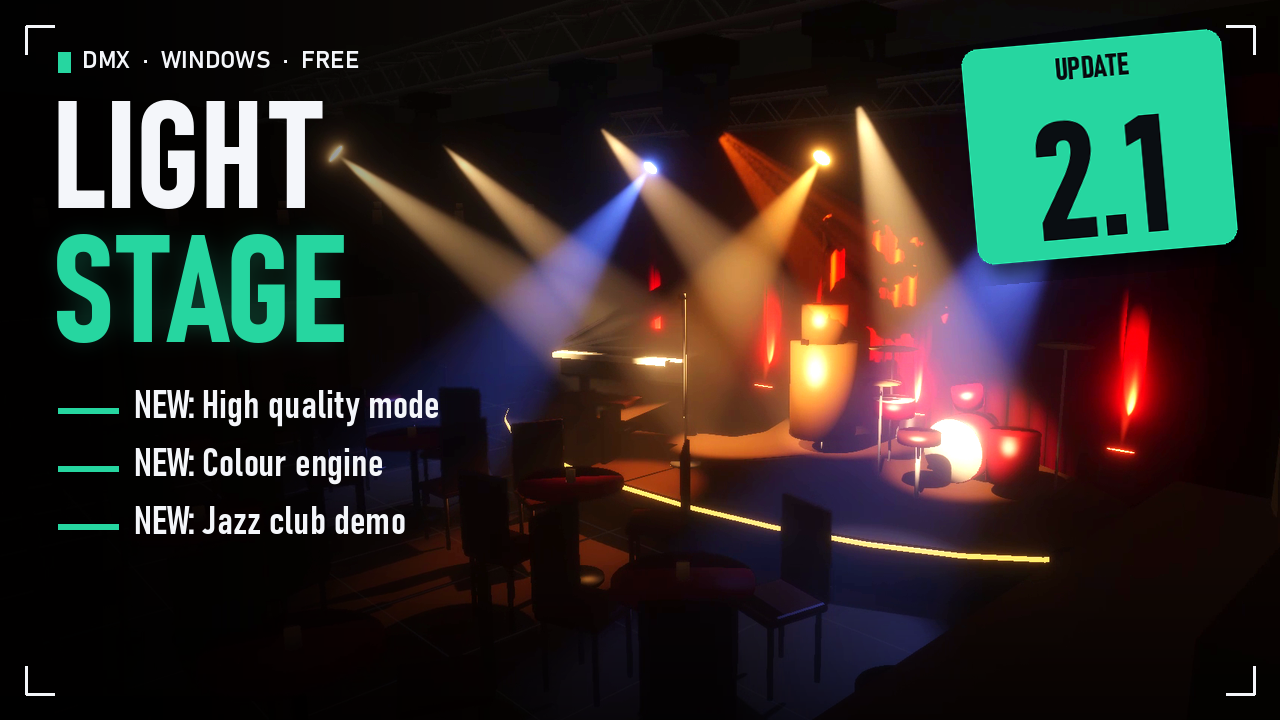 DMX · WINDOWS · FREE
LIGHT
STAGE
UPDATE
2.1
NEW: High quality mode
NEW: Colour engine
NEW: Jazz club demo